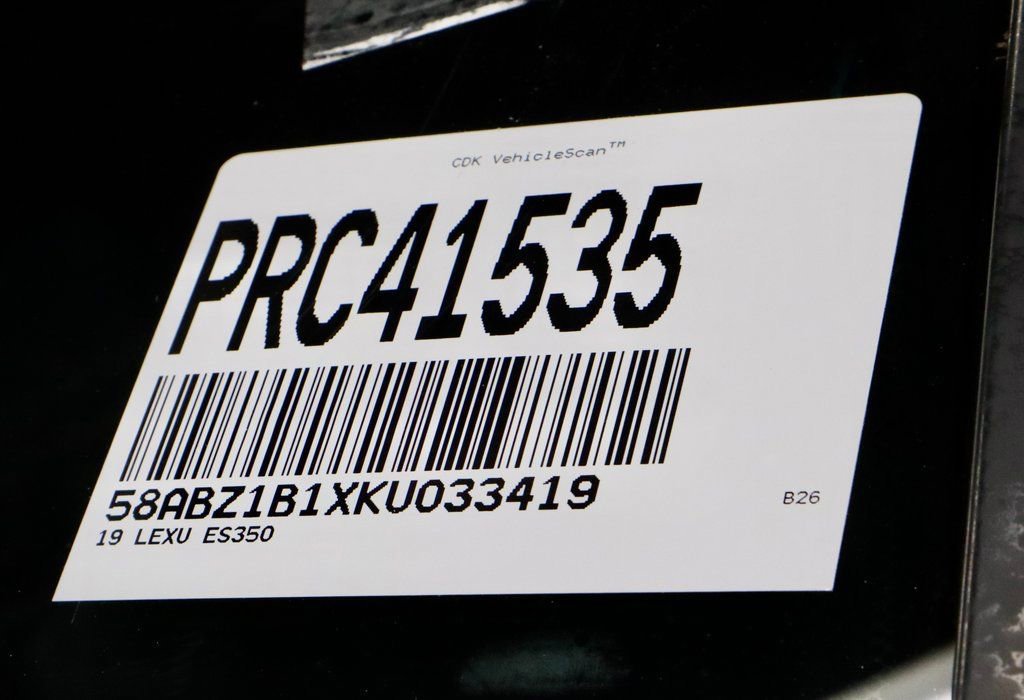 CDK VehicleScan™
PRC41535
58ABZ1B1XKU033419
19 LEXU ES350
B26